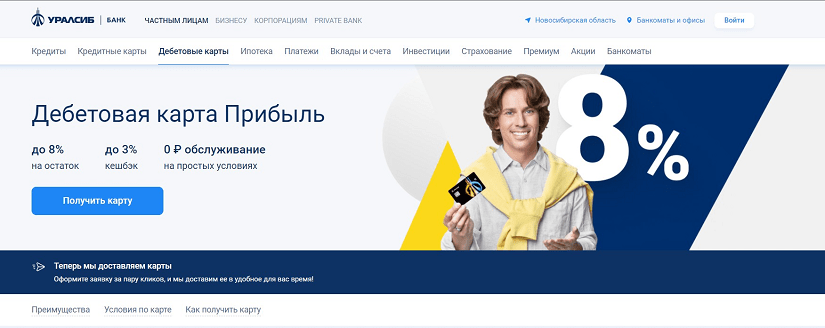 УРАЛСИБ | БАНК ЧАСТНЫМ ЛИЦАМ БИЗНЕСУ КОРПОРАЦИЯМ PRIVATE BANK Новосибирская область Банкоматы и офисы Войти
Кредиты Кредитные карты Дебетовые карты Ипотека Платежи Вклады и счета Инвестиции Страхование Премиум Акции Банкоматы
Дебетовая карта Прибыль
до 8% до 3% 0 ₽ обслуживание
на остаток кешбэк на простых условиях
Получить карту
8%
Теперь мы доставляем карты
Оформите заявку за пару кликов, и мы доставим ее в удобное для вас время!
Преимущества Условия по карте Как получить карту